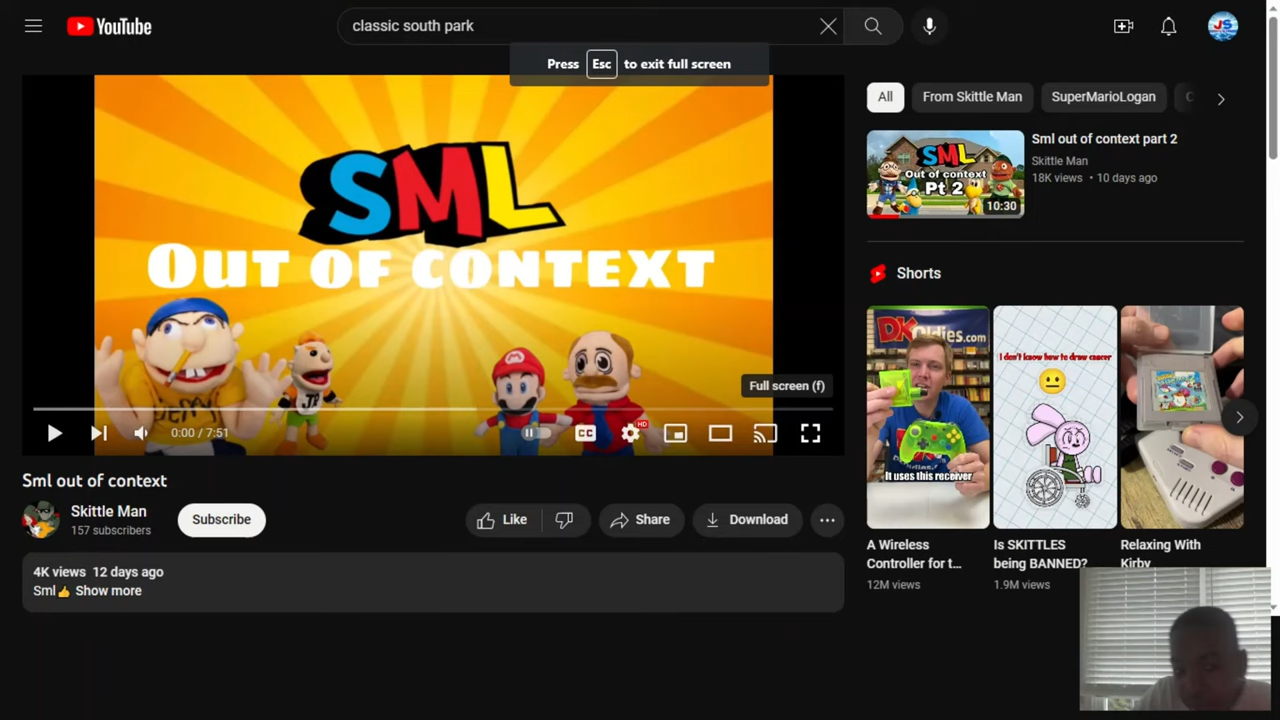 YouTube
classic south park
JS
Press Esc to exit full screen
SML
Out of context
Full screen (f)
0:00 / 7:51
CC
HD
Sml out of context
Skittle Man
157 subscribers
Subscribe
Like
Share
Download
4K views 12 days ago
Sml👍 Show more
All
From Skittle Man
SuperMarioLogan
SML
Out of context
Pt 2
10:30
Sml out of context part 2
Skittle Man
18K views • 10 days ago
Shorts
DKOldies.com
It uses this receiver
A Wireless
Controller for t...
12M views
I don't know how to draw cancer
Is SKITTLES
being BANNED?
1.9M views
Relaxing With
Kirby